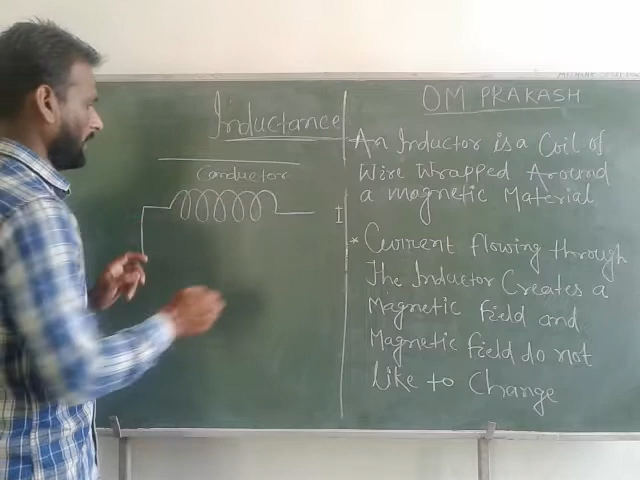 OM PRAKASH
Inductance
Conductor
I
An Inductor is a Coil of
Wire Wrapped Around
a magnetic Material
* Current flowing through
The Inductor Creates a
Magnetic field and
Magnetic field do not
like to Change